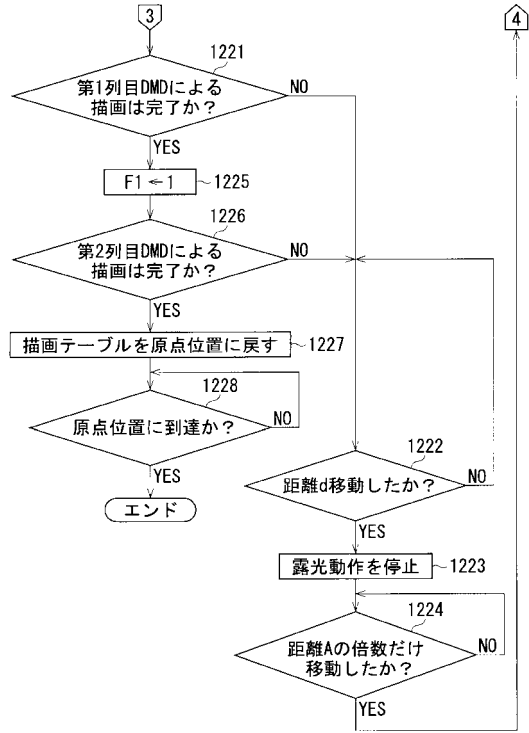 3
4
1221
第1列目DMDによる
描画は完了か?
NO
YES
F1 ← 1
1225
1226
第2列目DMDによる
描画は完了か?
NO
YES
描画テーブルを原点位置に戻す
1227
1228
原点位置に到達か?
NO
YES
エンド
1222
距離d移動したか?
NO
YES
露光動作を停止
1223
1224
距離Aの倍数だけ
移動したか?
NO
YES